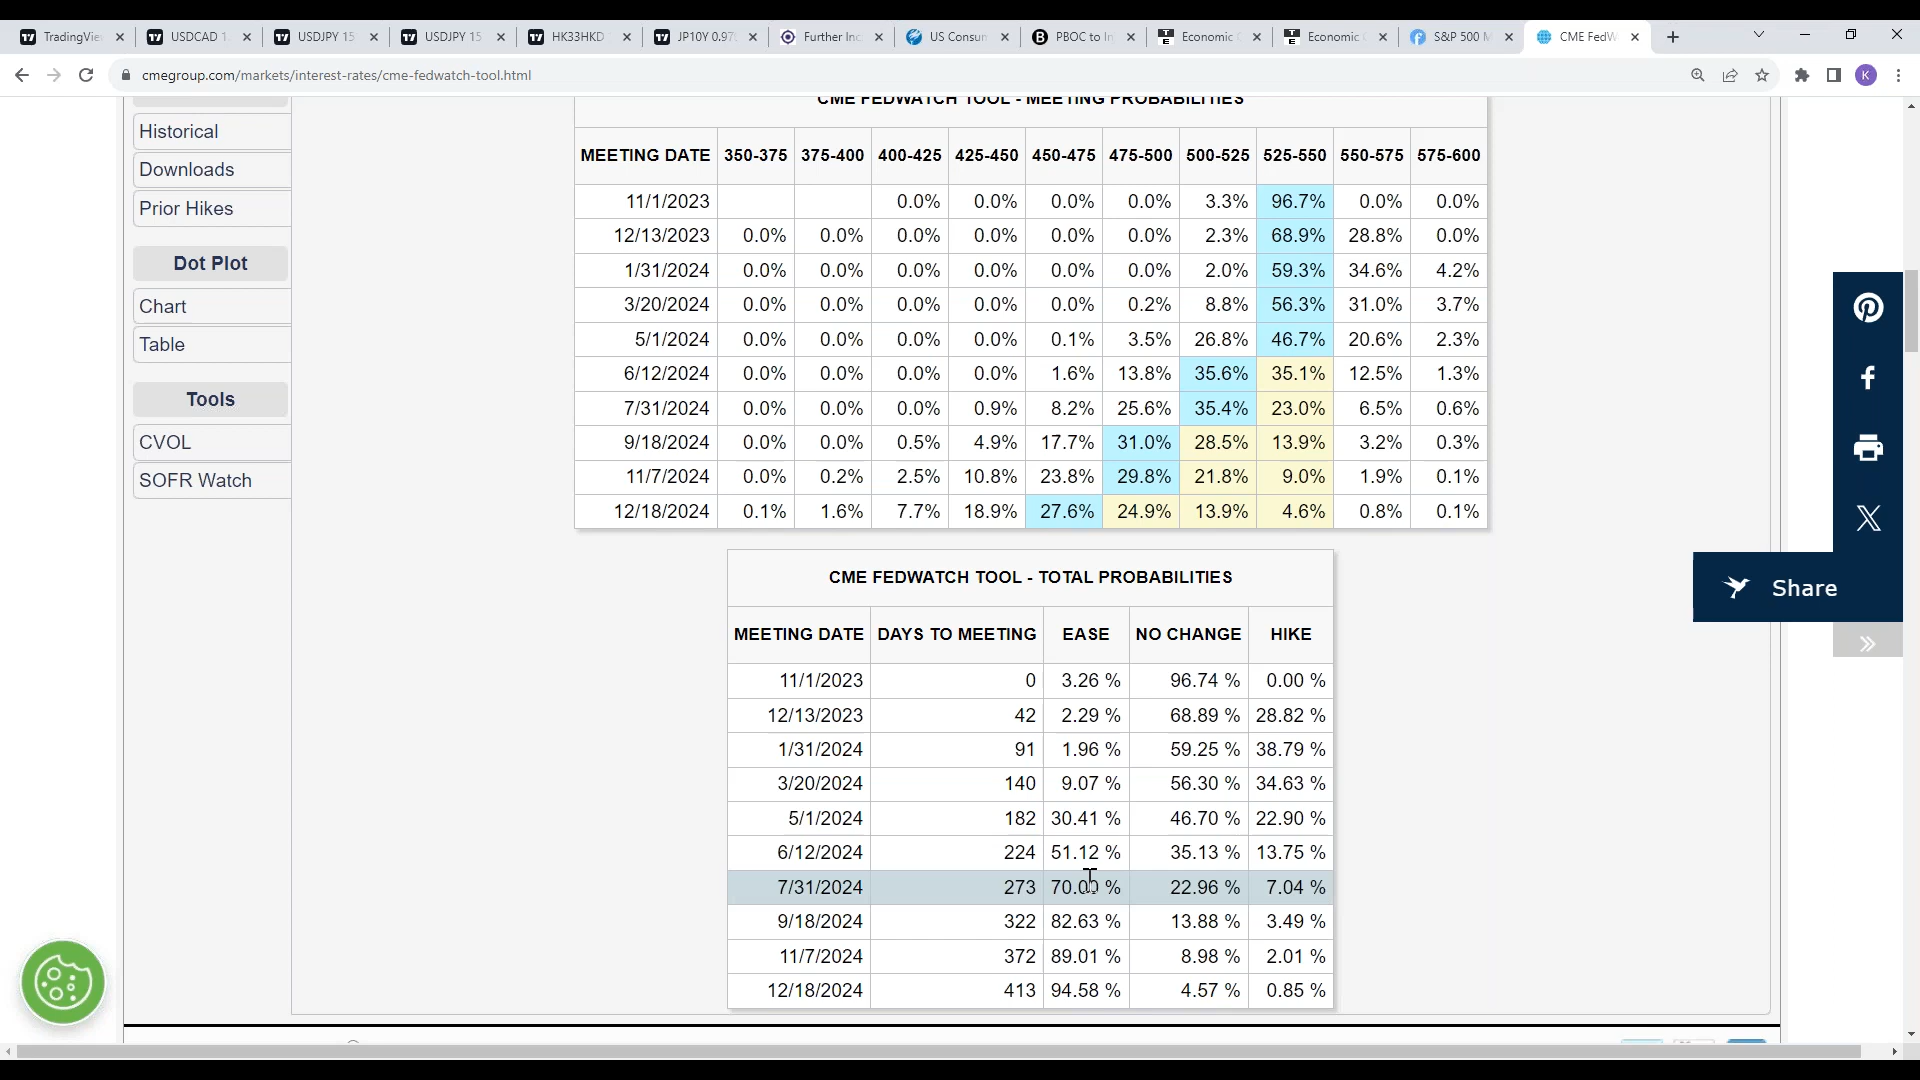 TradingVie
USDCAD 1
USDJPY 15
USDJPY 15
HK33HKD
JP10Y 0.97
Further Inc
US Consum
PBOC to In
Economic C
Economic C
S&P 500 M
CME FedW
cmegroup.com/markets/interest-rates/cme-fedwatch-tool.html
K
Historical
Downloads
Prior Hikes
Dot Plot
Chart
Table
Tools
CVOL
SOFR Watch
CME FEDWATCH TOOL - MEETING PROBABILITIES
MEETING DATE 350-375 375-400 400-425 425-450 450-475 475-500 500-525 525-550 550-575 575-600
11/1/2023 0.0% 0.0% 0.0% 0.0% 3.3% 96.7% 0.0% 0.0%
12/13/2023 0.0% 0.0% 0.0% 0.0% 0.0% 0.0% 2.3% 68.9% 28.8% 0.0%
1/31/2024 0.0% 0.0% 0.0% 0.0% 0.0% 0.0% 2.0% 59.3% 34.6% 4.2%
3/20/2024 0.0% 0.0% 0.0% 0.0% 0.0% 0.2% 8.8% 56.3% 31.0% 3.7%
5/1/2024 0.0% 0.0% 0.0% 0.0% 0.1% 3.5% 26.8% 46.7% 20.6% 2.3%
6/12/2024 0.0% 0.0% 0.0% 0.0% 1.6% 13.8% 35.6% 35.1% 12.5% 1.3%
7/31/2024 0.0% 0.0% 0.0% 0.9% 8.2% 25.6% 35.4% 23.0% 6.5% 0.6%
9/18/2024 0.0% 0.0% 0.5% 4.9% 17.7% 31.0% 28.5% 13.9% 3.2% 0.3%
11/7/2024 0.0% 0.2% 2.5% 10.8% 23.8% 29.8% 21.8% 9.0% 1.9% 0.1%
12/18/2024 0.1% 1.6% 7.7% 18.9% 27.6% 24.9% 13.9% 4.6% 0.8% 0.1%
CME FEDWATCH TOOL - TOTAL PROBABILITIES
MEETING DATE DAYS TO MEETING EASE NO CHANGE HIKE
11/1/2023 0 3.26 % 96.74 % 0.00 %
12/13/2023 42 2.29 % 68.89 % 28.82 %
1/31/2024 91 1.96 % 59.25 % 38.79 %
3/20/2024 140 9.07 % 56.30 % 34.63 %
5/1/2024 182 30.41 % 46.70 % 22.90 %
6/12/2024 224 51.12 % 35.13 % 13.75 %
7/31/2024 273 70.00 % 22.96 % 7.04 %
9/18/2024 322 82.63 % 13.88 % 3.49 %
11/7/2024 372 89.01 % 8.98 % 2.01 %
12/18/2024 413 94.58 % 4.57 % 0.85 %
Share